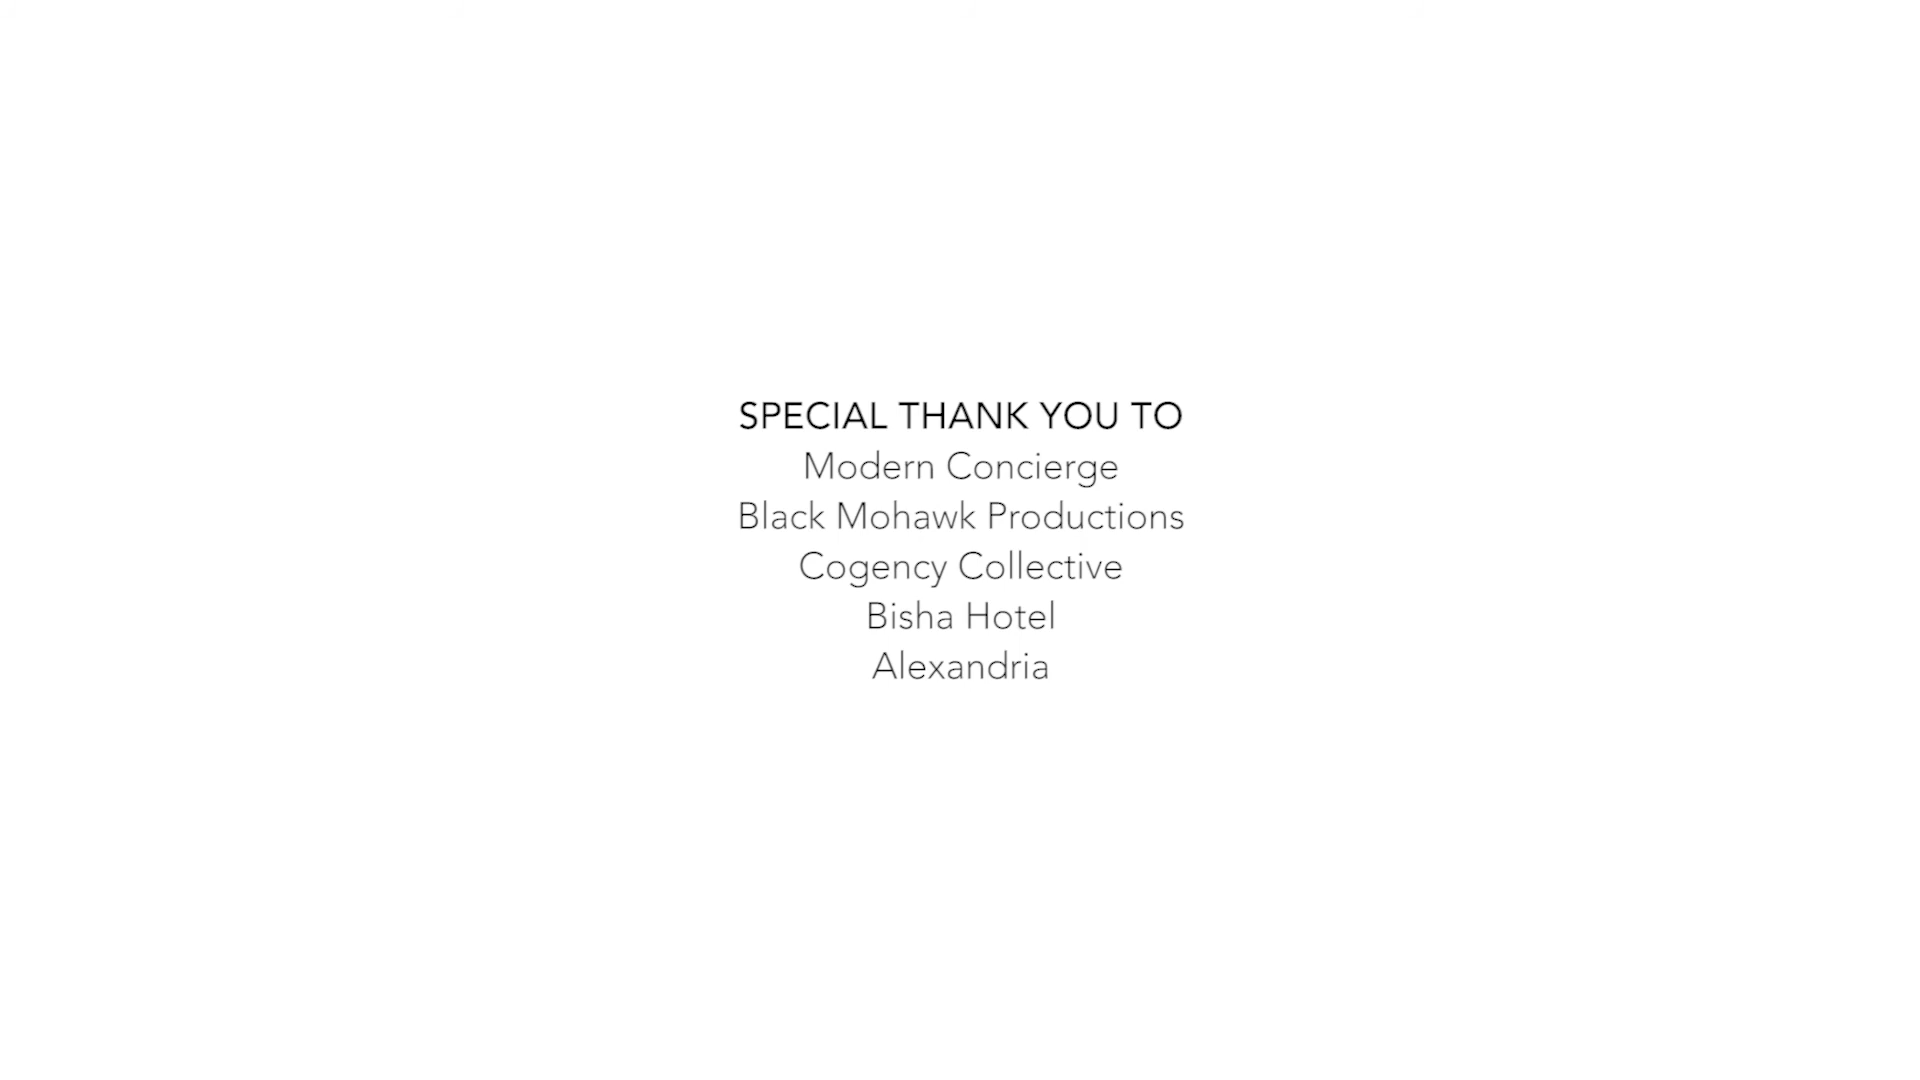 SPECIAL THANK YOU TO
Modern Concierge
Black Mohawk Productions
Cogency Collective
Bisha Hotel
Alexandria